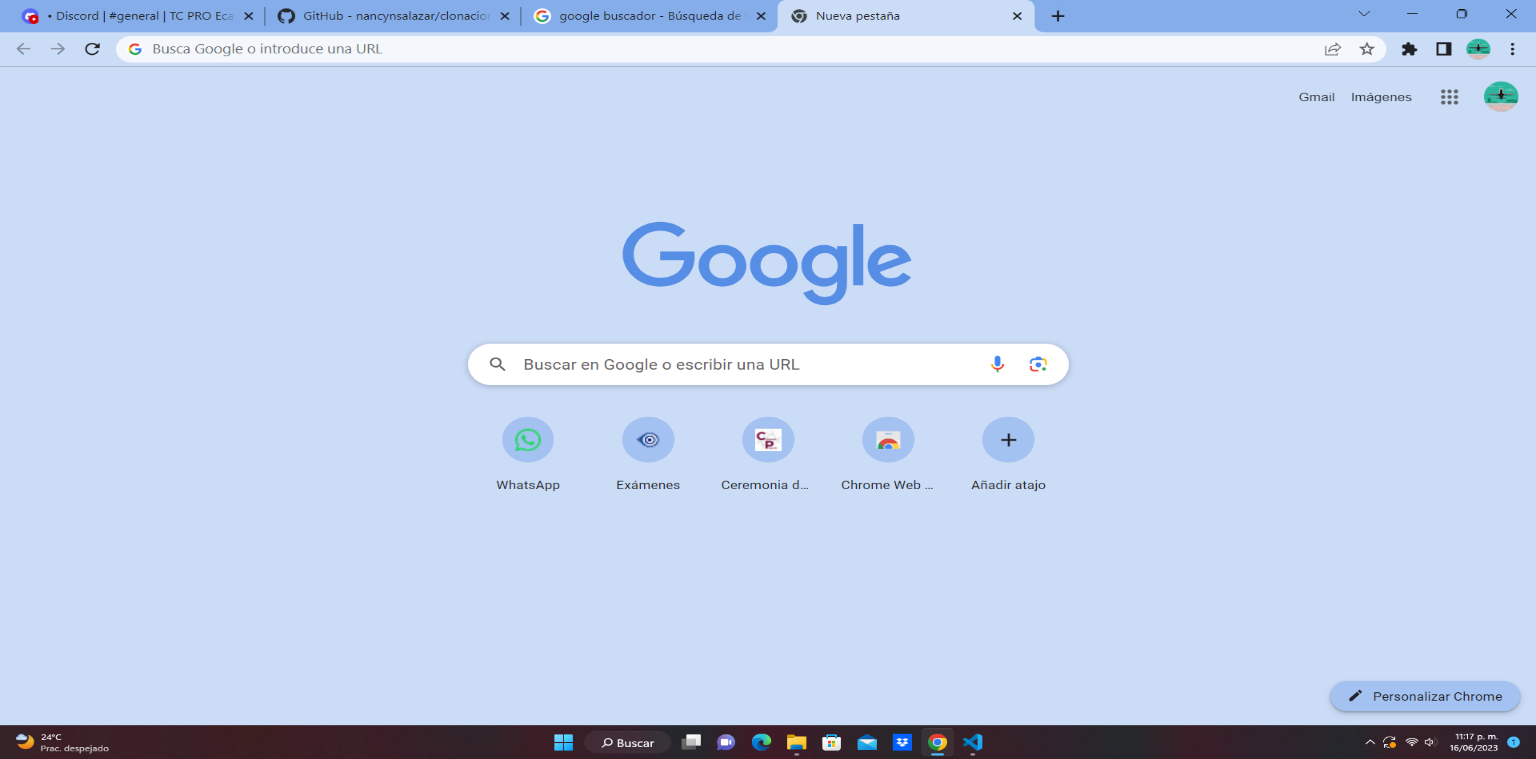 • Discord | #general | TC PRO Eca
GitHub - nancynsalazar/clonacior
google buscador - Búsqueda de
Nueva pestaña
Busca Google o introduce una URL
Gmail Imágenes
Google
Buscar en Google o escribir una URL
WhatsApp Exámenes Ceremonia d... Chrome Web ... Añadir atajo
Personalizar Chrome
24°C
Prac. despejado
Buscar
11:17 p. m.
16/06/2023
1